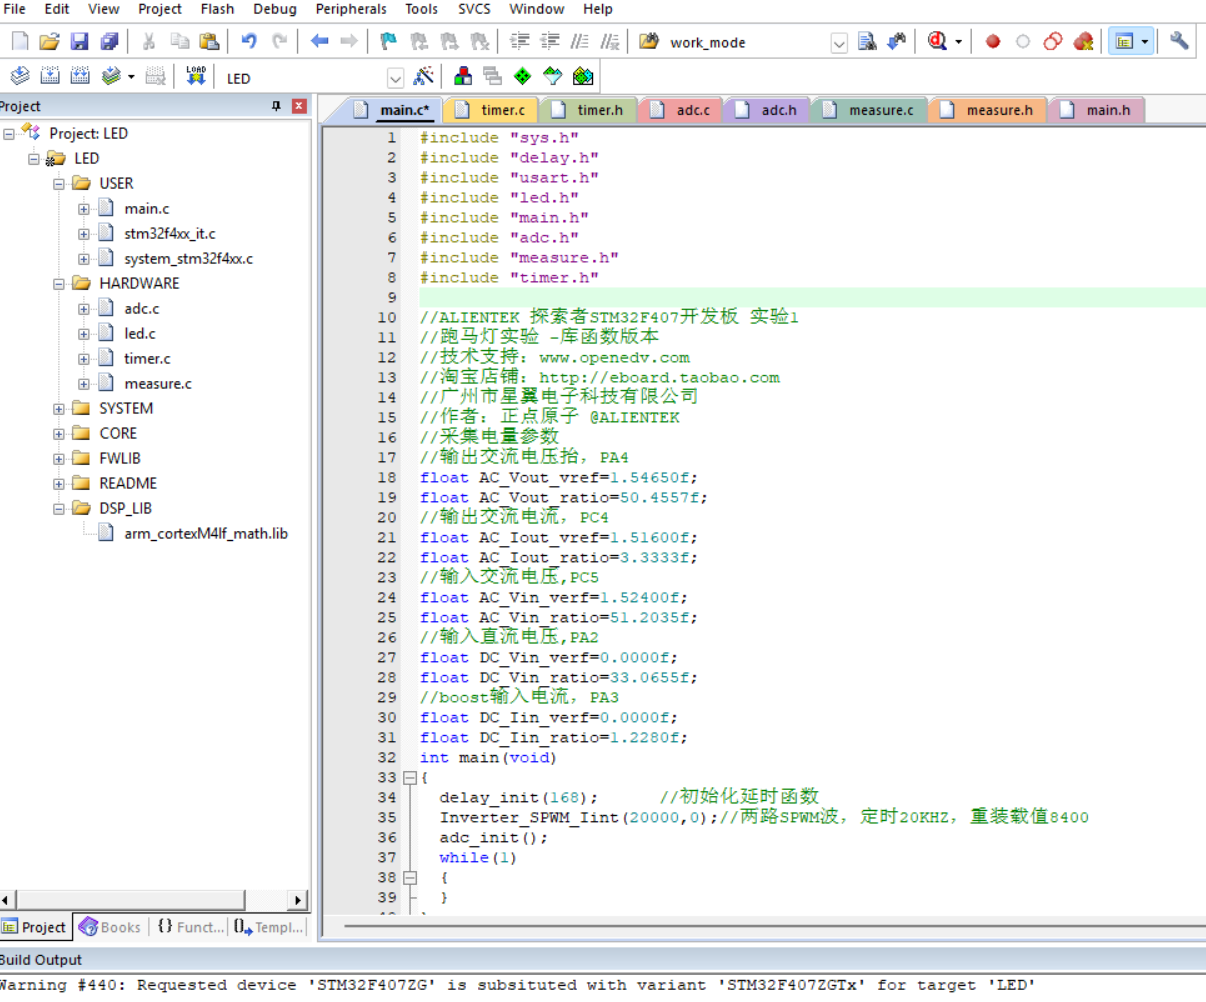 File Edit View Project Flash Debug Peripherals Tools SVCS Window Help
work_mode
LOAD LED
Project
main.c* timer.c timer.h adc.c adc.h measure.c measure.h main.h
Project: LED
LED
USER
main.c
stm32f4xx_it.c
system_stm32f4xx.c
HARDWARE
adc.c
led.c
timer.c
measure.c
SYSTEM
CORE
FWLIB
README
DSP_LIB
arm_cortexM4lf_math.lib
1 #include "sys.h"
2 #include "delay.h"
3 #include "usart.h"
4 #include "led.h"
5 #include "main.h"
6 #include "adc.h"
7 #include "measure.h"
8 #include "timer.h"
9
10 //ALIENTEK 探索者STM32F407开发板 实验1
11 //跑马灯实验 -库函数版本
12 //技术支持：www.openedv.com
13 //淘宝店铺：http://eboard.taobao.com
14 //广州市星翼电子科技有限公司
15 //作者：正点原子 @ALIENTEK
16 //采集电量参数
17 //输出交流电压抬，PA4
18 float AC_Vout_vref=1.54650f;
19 float AC_Vout_ratio=50.4557f;
20 //输出交流电流，PC4
21 float AC_Iout_vref=1.51600f;
22 float AC_Iout_ratio=3.3333f;
23 //输入交流电压,PC5
24 float AC_Vin_verf=1.52400f;
25 float AC_Vin_ratio=51.2035f;
26 //输入直流电压,PA2
27 float DC_Vin_verf=0.0000f;
28 float DC_Vin_ratio=33.0655f;
29 //boost输入电流，PA3
30 float DC_Iin_verf=0.0000f;
31 float DC_Iin_ratio=1.2280f;
32 int main(void)
33 {
34 delay_init(168); //初始化延时函数
35 Inverter_SPWM_Iint(20000,0);//两路SPWM波，定时20KHZ，重装载值8400
36 adc_init();
37 while(1)
38 {
39 }
Project Books {} Funct... 0 Templ...
Build Output
Warning #440: Requested device 'STM32F407ZG' is subsituted with variant 'STM32F407ZGTx' for target 'LED'